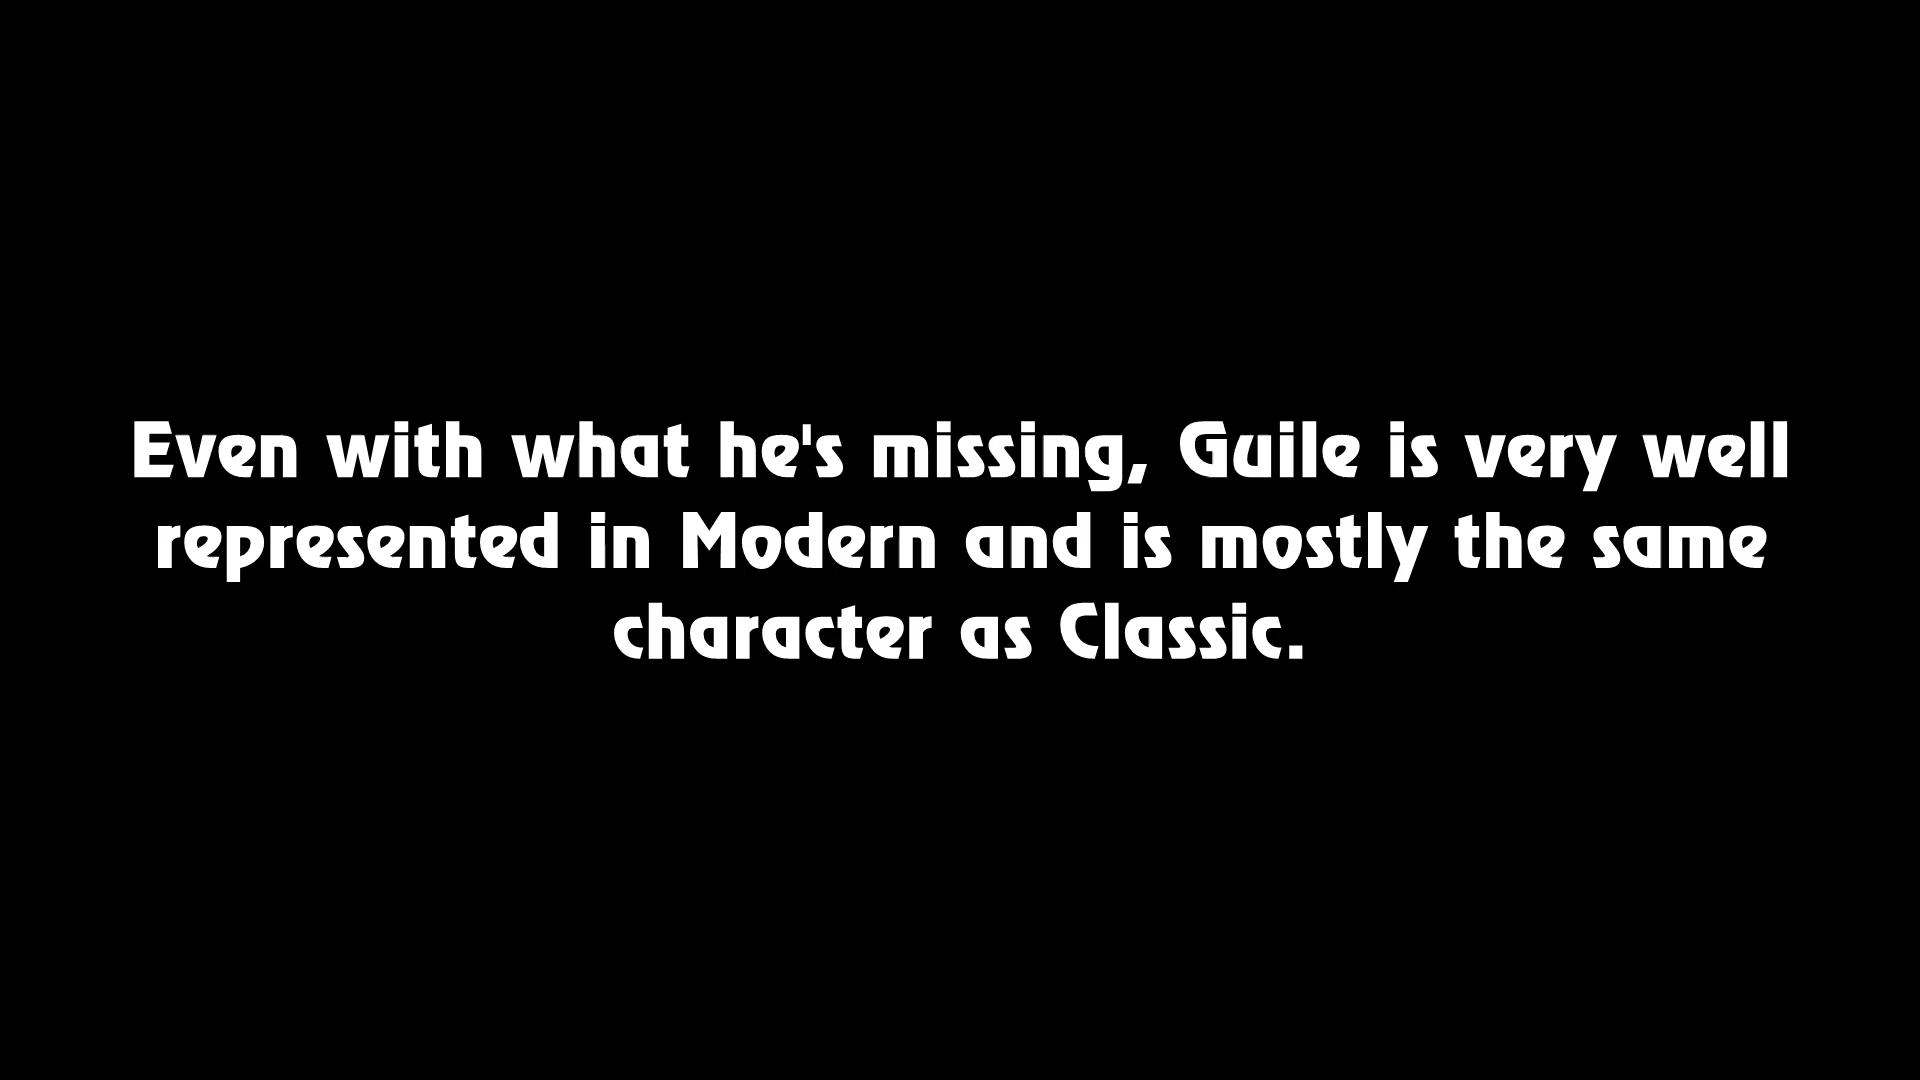 Even with what he's missing, Guile is very well
represented in Modern and is mostly the same
character as Classic.